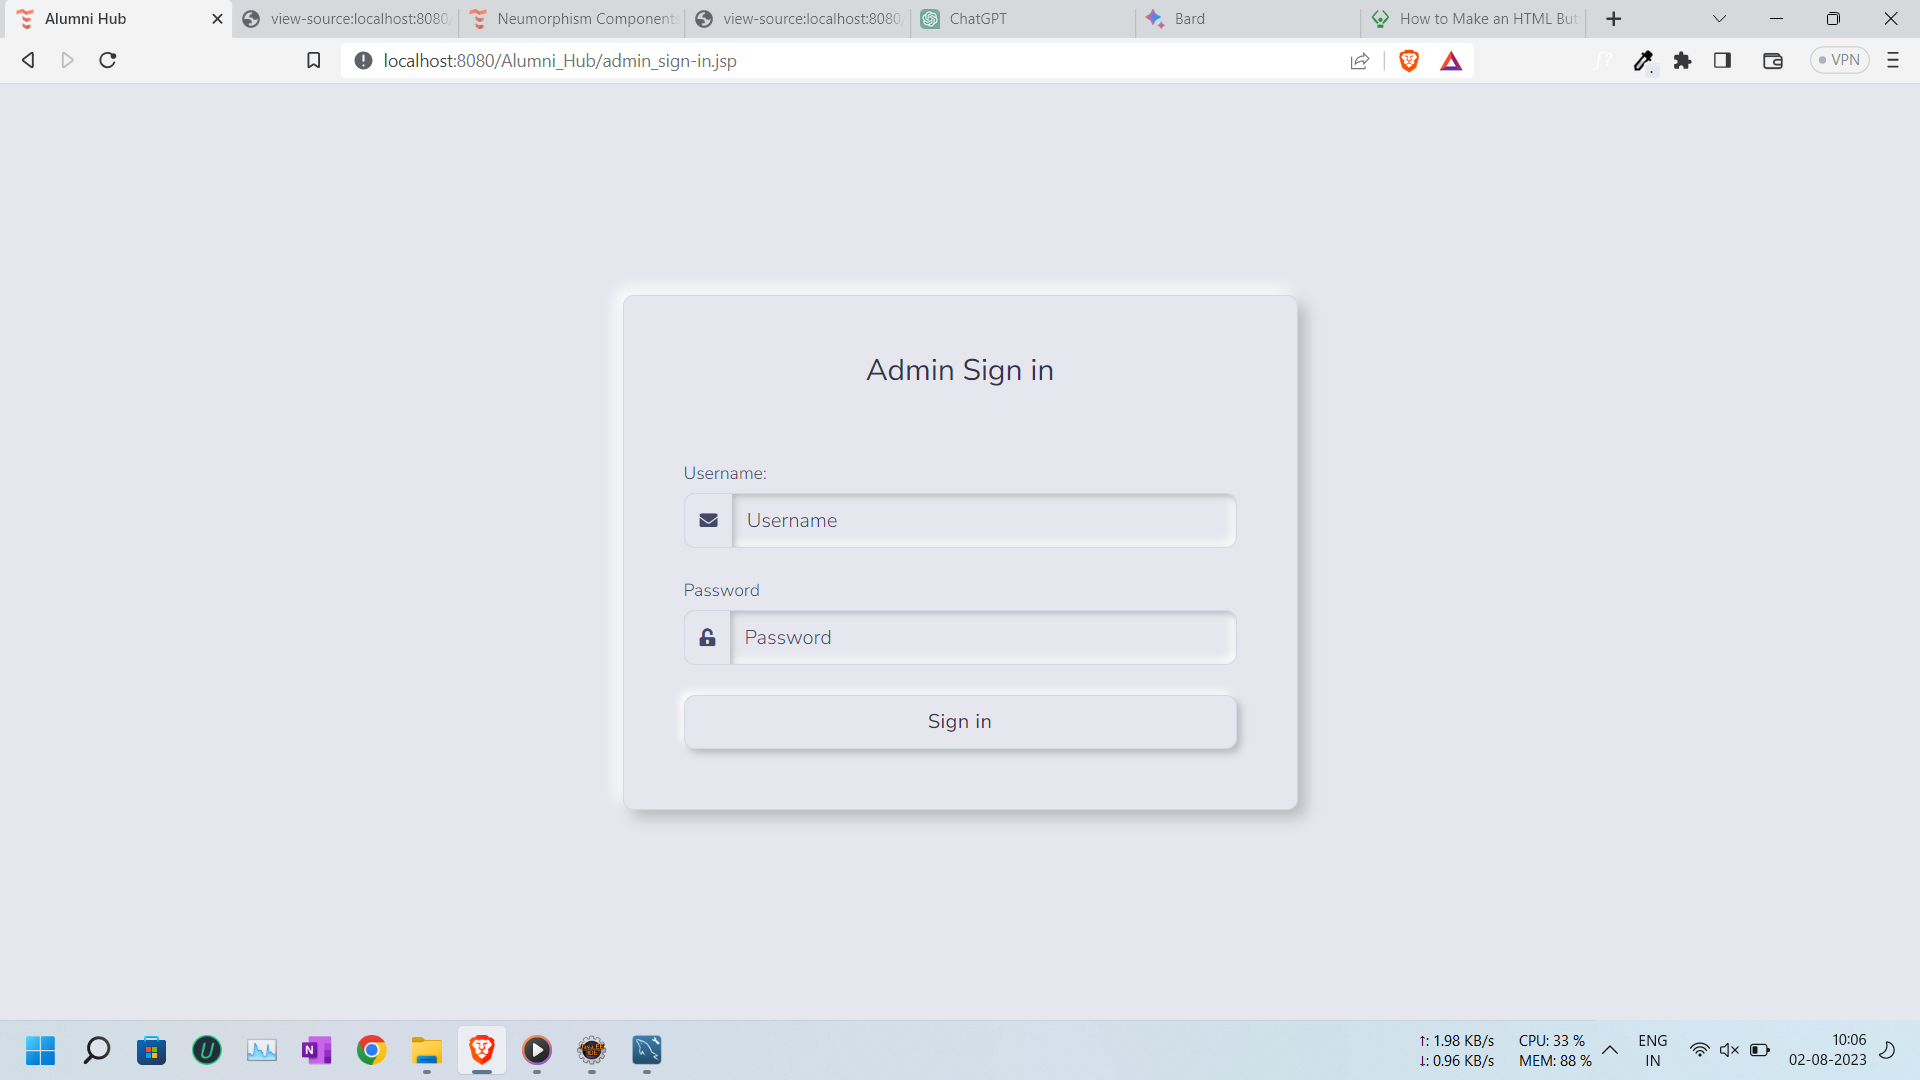 Alumni Hub
view-source:localhost:8080/
Neumorphism Component
view-source:localhost:8080/
ChatGPT
Bard
How to Make an HTML But
localhost:8080/Alumni_Hub/admin_sign-in.jsp
VPN
Admin Sign in
Username:
Username
Password
Password
Sign in
↑: 1.98 KB/s CPU: 33 % ENG 10:06
↓: 0.96 KB/s MEM: 88 % IN 02-08-2023